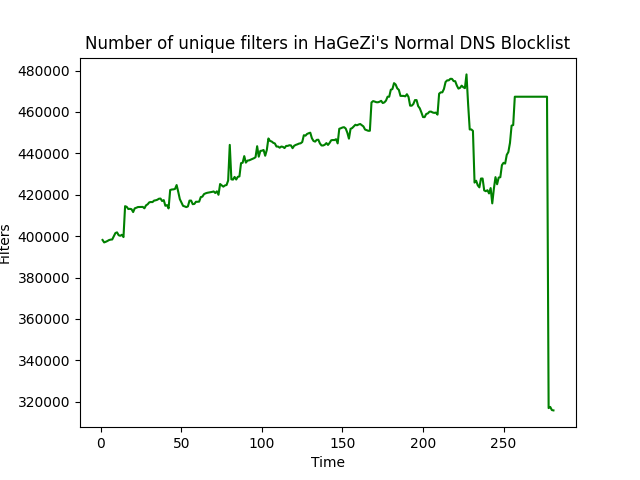 Number of unique filters in HaGeZi's Normal DNS Blocklist
480000
460000
440000
420000
400000
380000
360000
340000
320000
Filters
0 50 100 150 200 250
Time